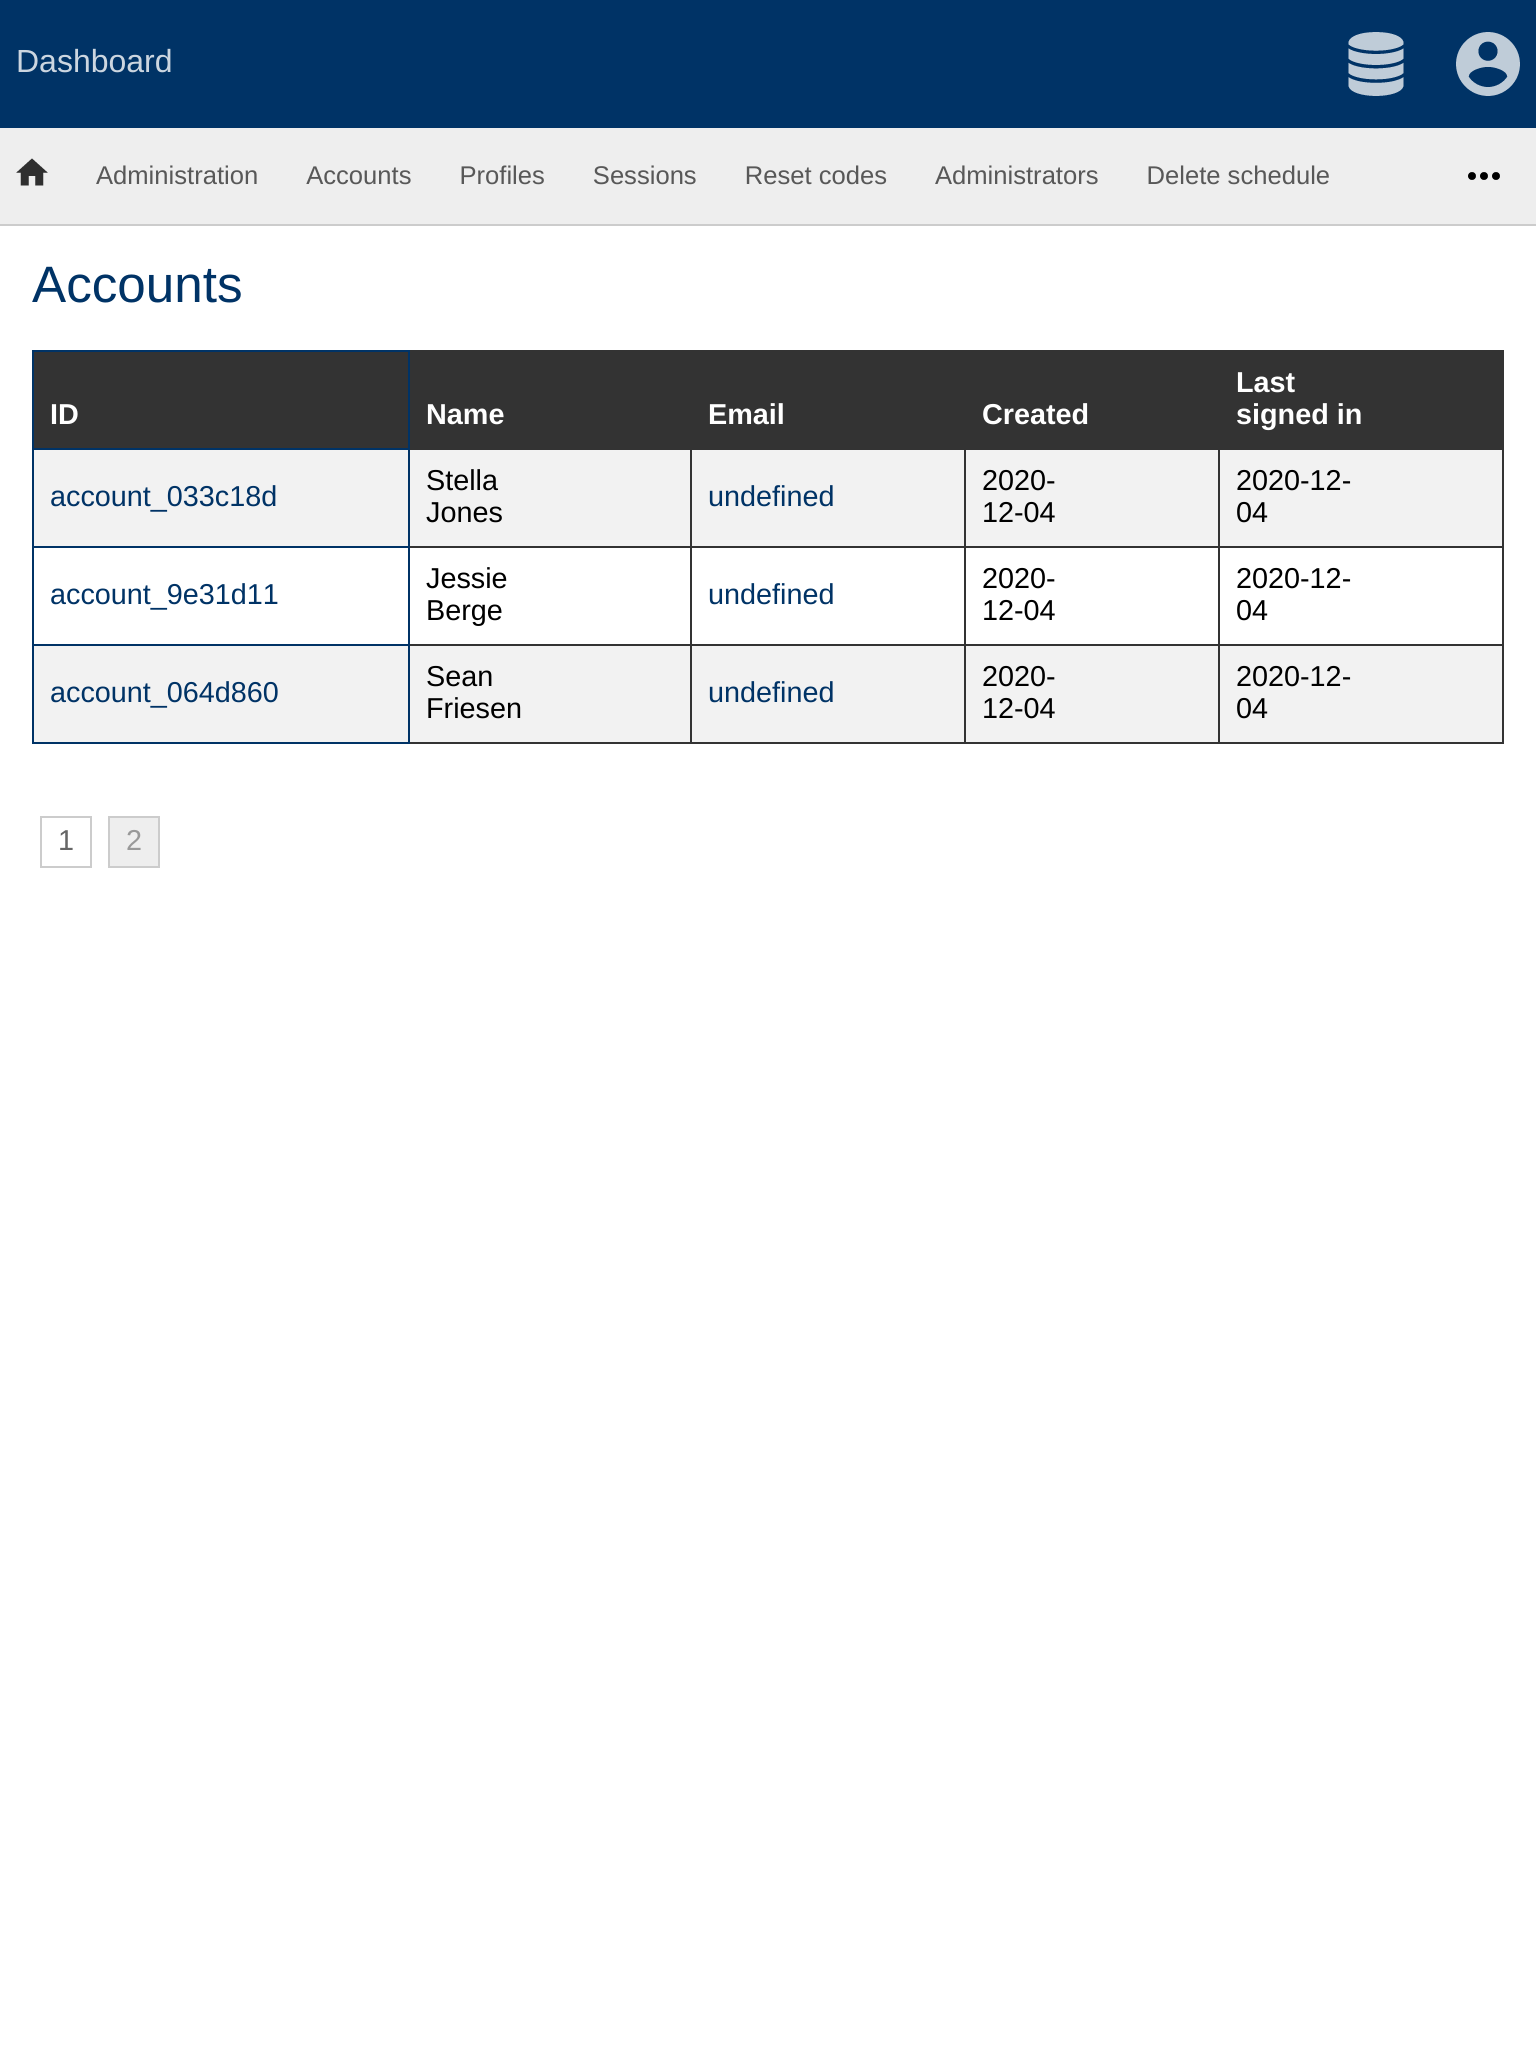 Dashboard
Administration Accounts Profiles Sessions Reset codes Administrators Delete schedule
Accounts
ID Name Email Created Last signed in
account_033c18d Stella Jones undefined 2020-12-04 2020-12-04
account_9e31d11 Jessie Berge undefined 2020-12-04 2020-12-04
account_064d860 Sean Friesen undefined 2020-12-04 2020-12-04
1 2